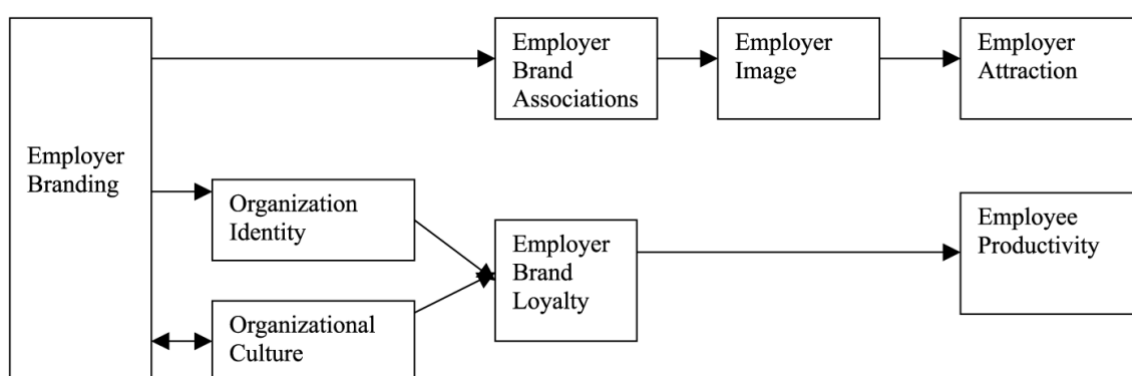 Employer
Branding
Employer
Brand
Associations
Employer
Image
Employer
Attraction
Organization
Identity
Organizational
Culture
Employer
Brand
Loyalty
Employee
Productivity